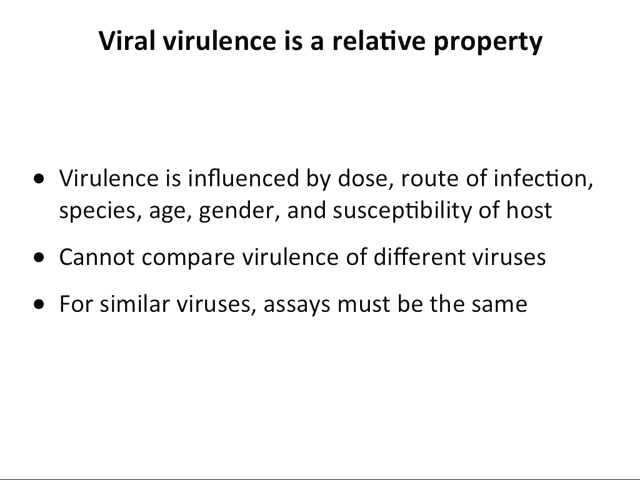 Viral virulence is a relative property
• Virulence is influenced by dose, route of infection,
species, age, gender, and susceptibility of host
• Cannot compare virulence of different viruses
• For similar viruses, assays must be the same